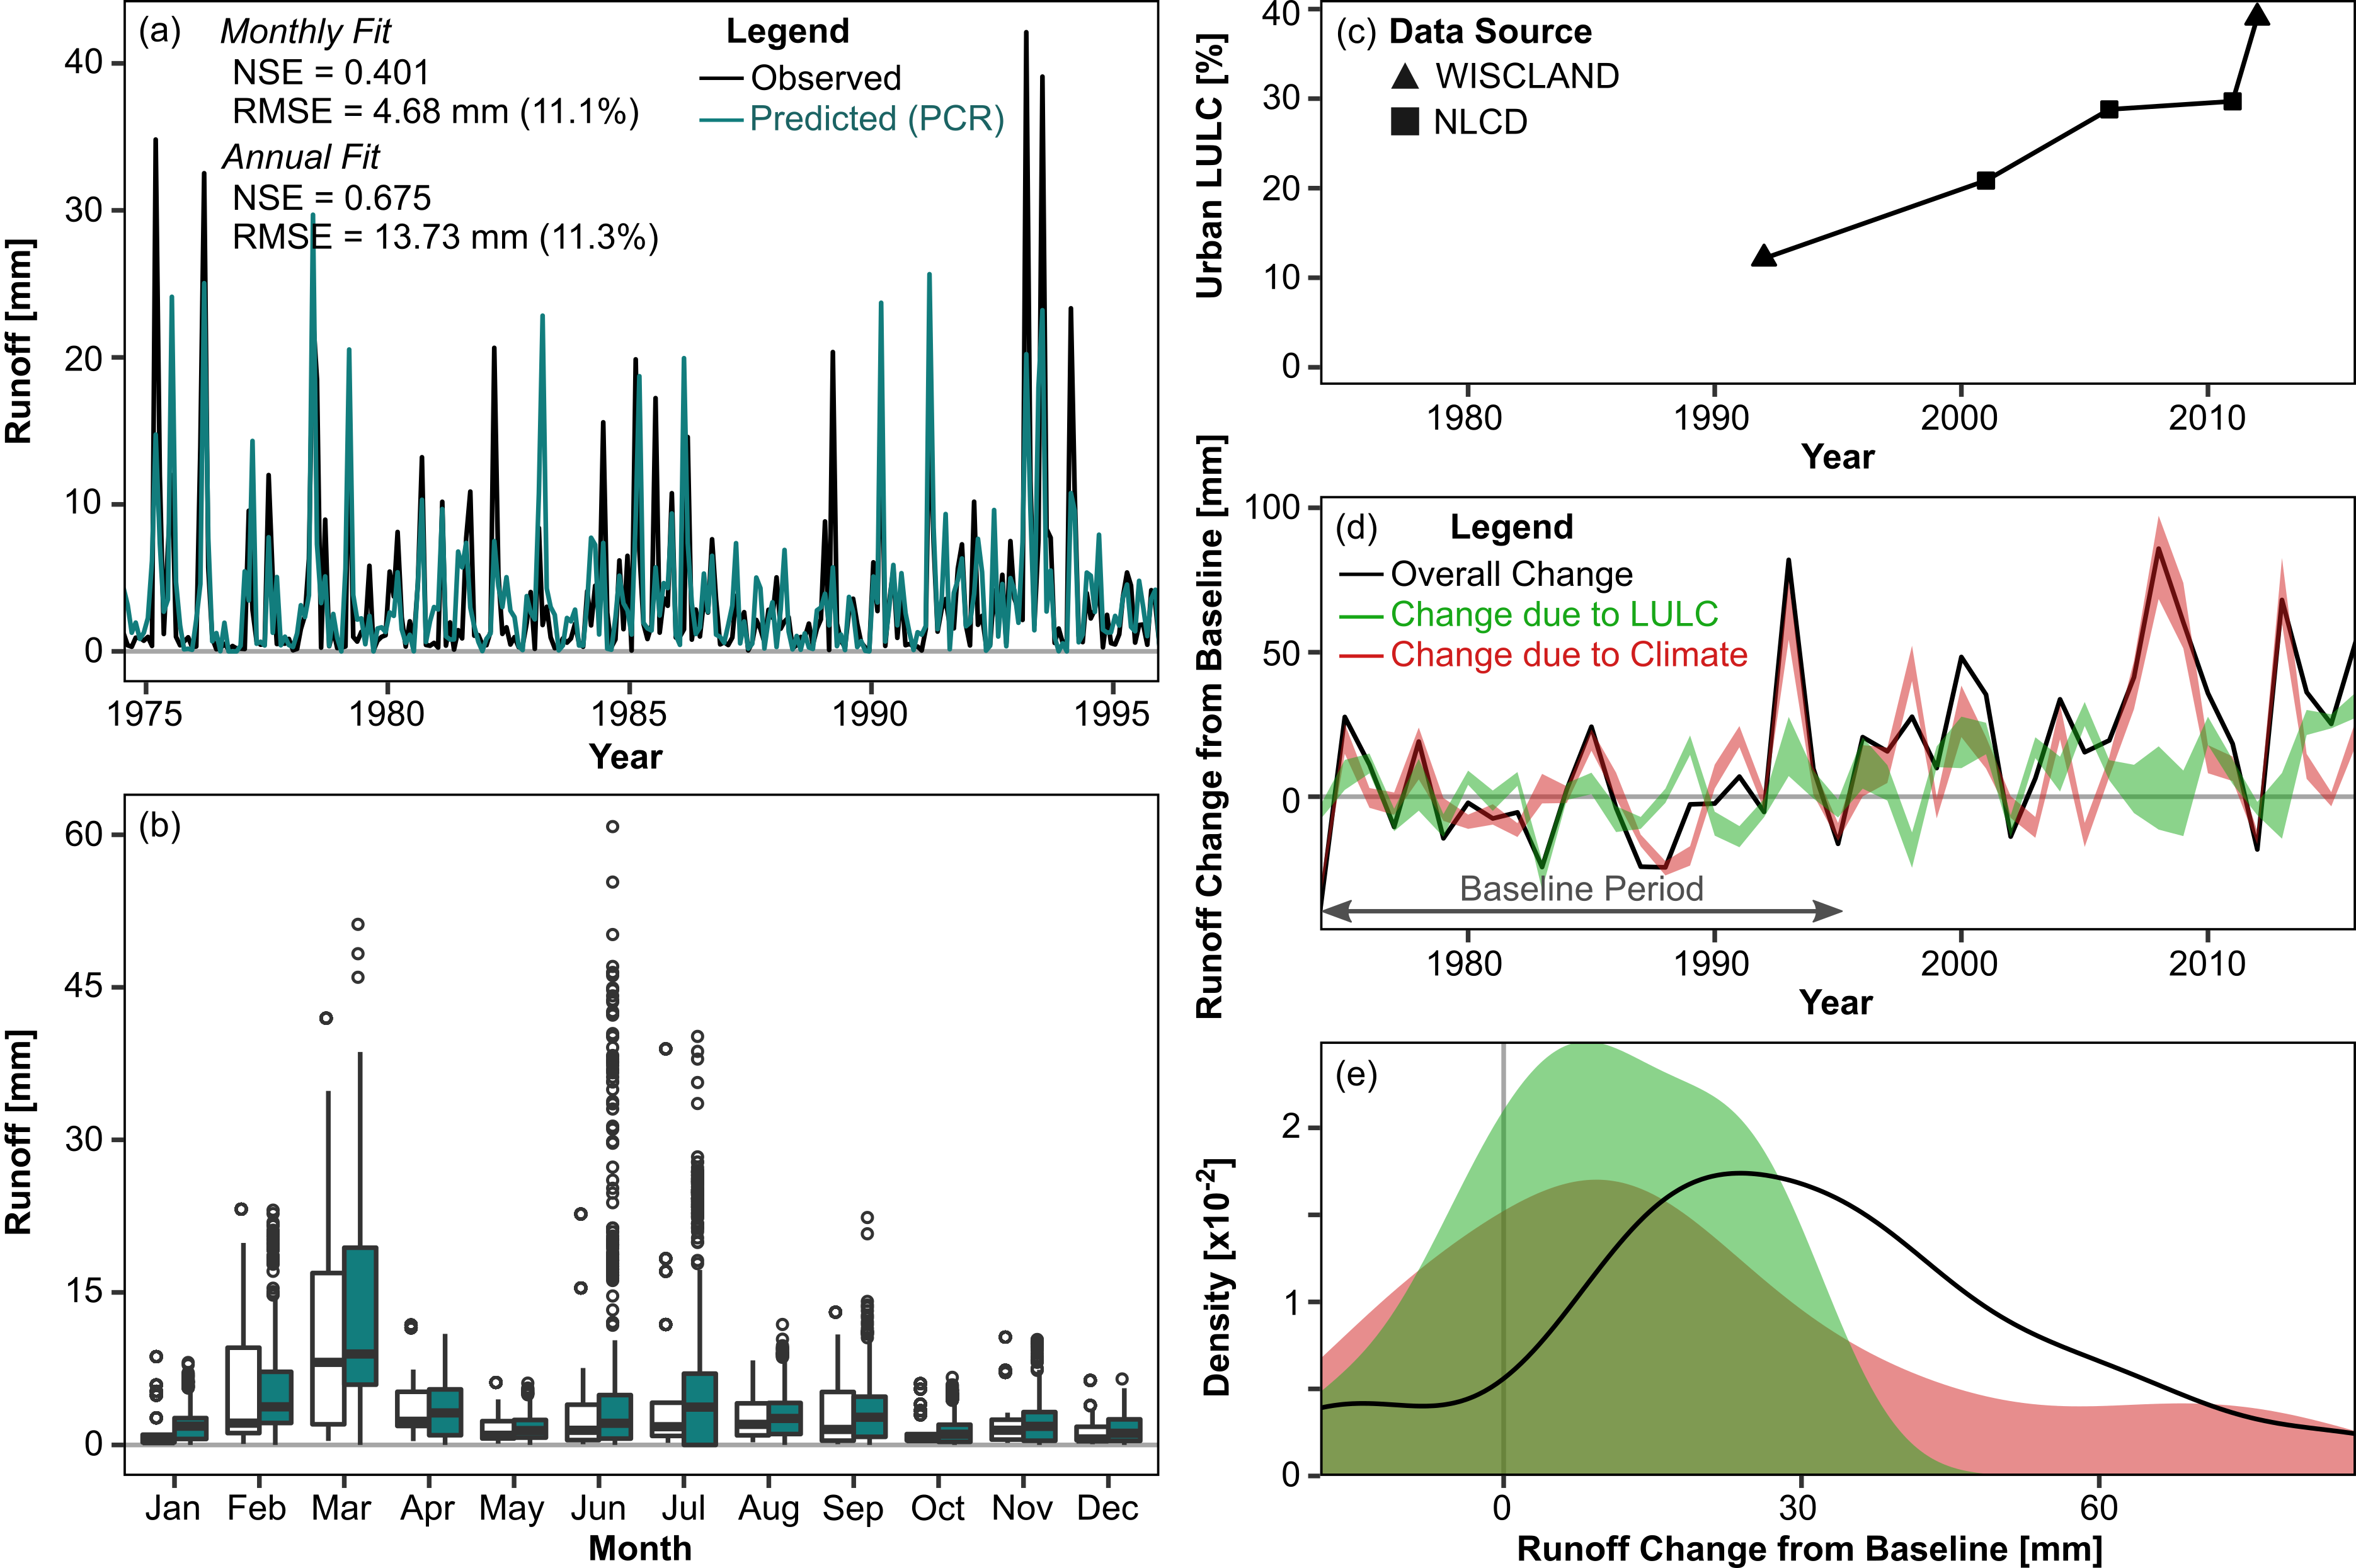 (a)
Monthly Fit
NSE = 0.401
RMSE = 4.68 mm (11.1%)
Annual Fit
NSE = 0.675
RMSE = 13.73 mm (11.3%)
Legend
Observed
Predicted (PCR)
Runoff [mm]
40
30
20
10
0
1975 1980 1985 1990 1995
Year
(b)
Runoff [mm]
60
45
30
15
0
Jan Feb Mar Apr May Jun Jul Aug Sep Oct Nov Dec
Month
(c) Data Source
WISCLAND
NLCD
Urban LULC [%]
40
30
20
10
0
1980 1990 2000 2010
Year
(d) Legend
Overall Change
Change due to LULC
Change due to Climate
Baseline Period
Runoff Change from Baseline [mm]
100
50
0
1980 1990 2000 2010
Year
(e)
Density [x10-2]
2
1
0
0 30 60
Runoff Change from Baseline [mm]